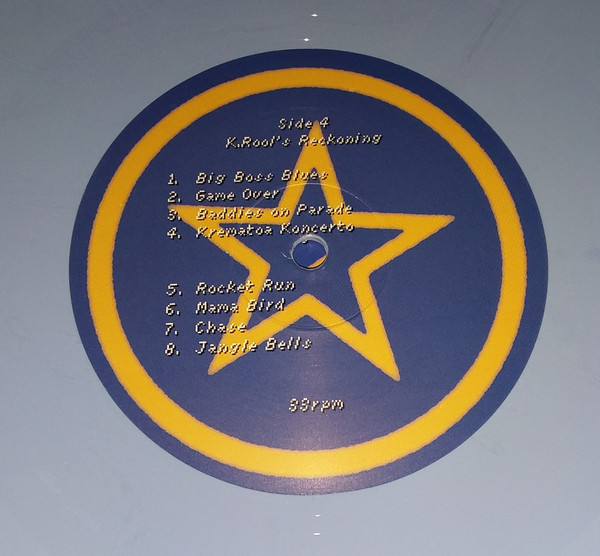 Side 4
K.Rool's Reckoning
1. Big Boss Blues
2. Game Over
3. Baddies on Parade
4. Krematoa Koncerto
5. Rocket Run
6. Mama Bird
7. Chase
8. Jangle Bells
33rpm